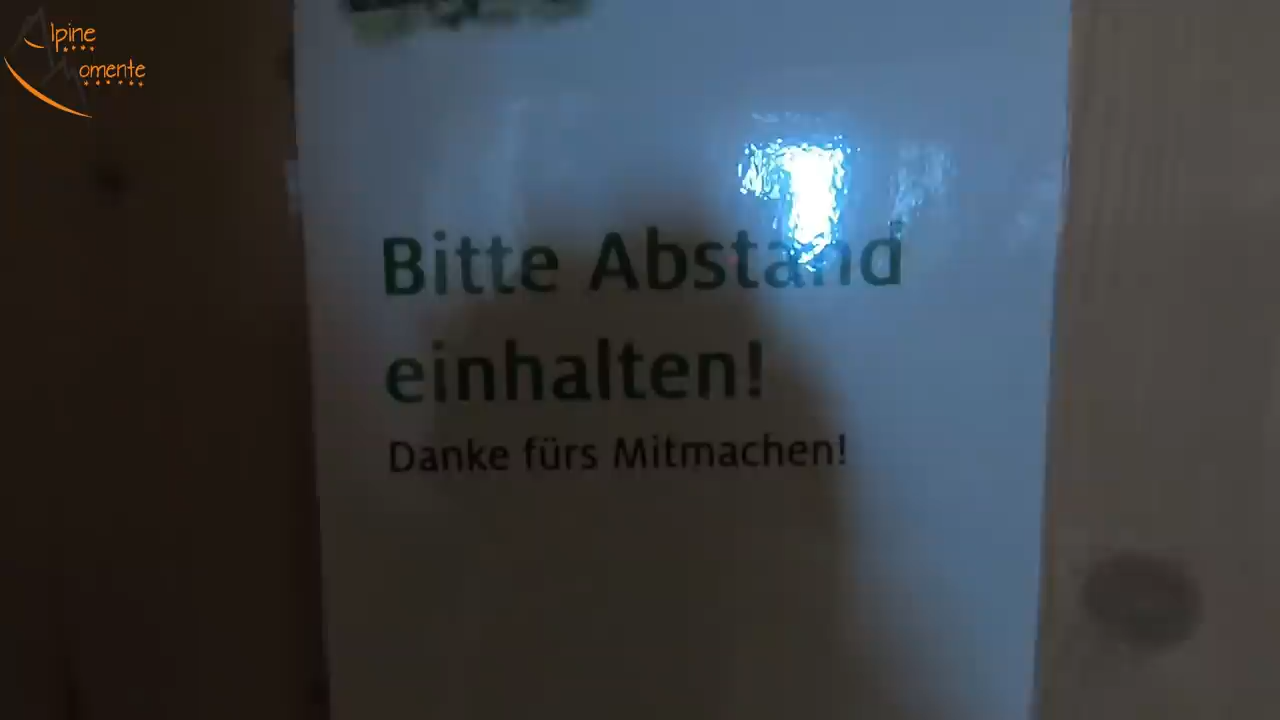 Alpine
Momente
Bitte Abstand
einhalten!
Danke fürs Mitmachen!